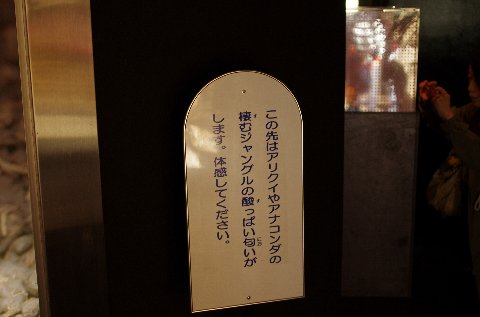 この先はアリクイやアナコンダの
棲むジャングルの酸っぱい匂いが
します。体感してください。